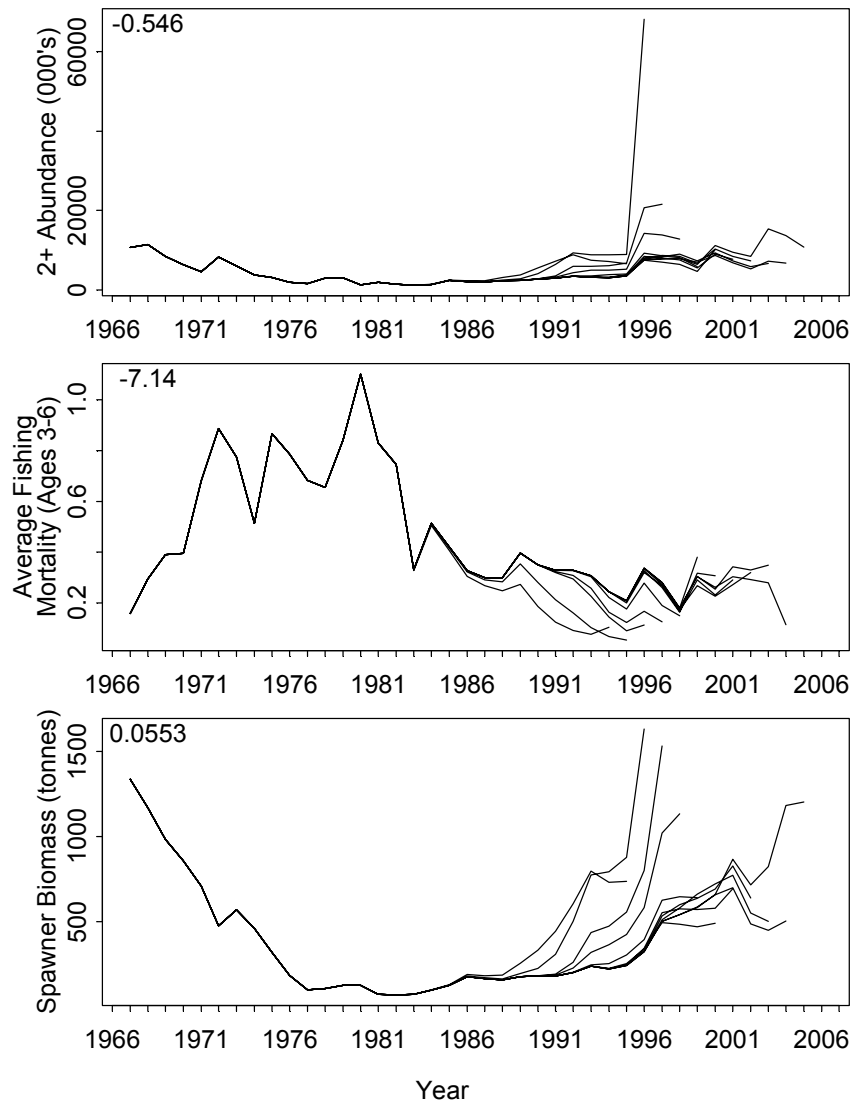 -0.546
2+ Abundance (000's)
60000
20000
0
1966 1971 1976 1981 1986 1991 1996 2001 2006
-7.14
Average Fishing
Mortality (Ages 3-6)
1.0
0.6
0.2
1966 1971 1976 1981 1986 1991 1996 2001 2006
0.0553
Spawner Biomass (tonnes)
1500
1000
500
1966 1971 1976 1981 1986 1991 1996 2001 2006
Year